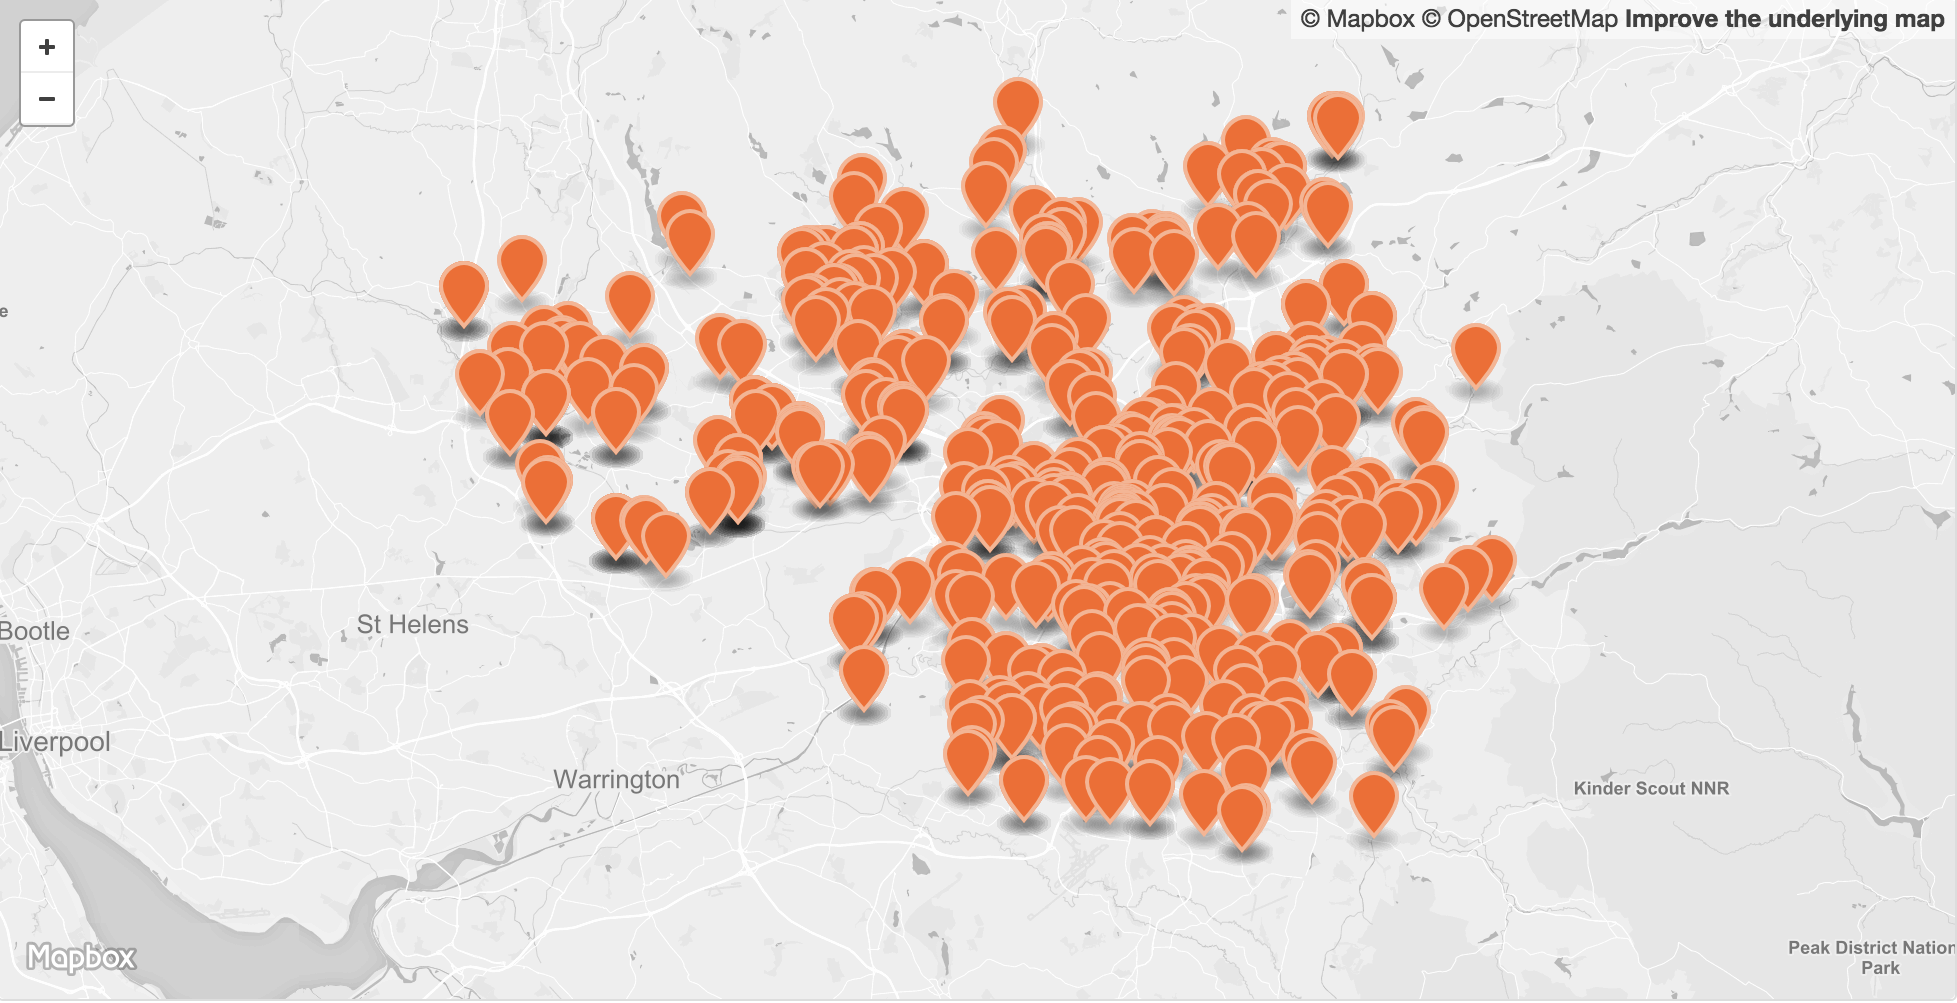 +
© Mapbox © OpenStreetMap Improve the underlying map
−
e
St Helens
Bootle
Liverpool
Warrington
Kinder Scout NNR
Peak District Nation
Park
Mapbox